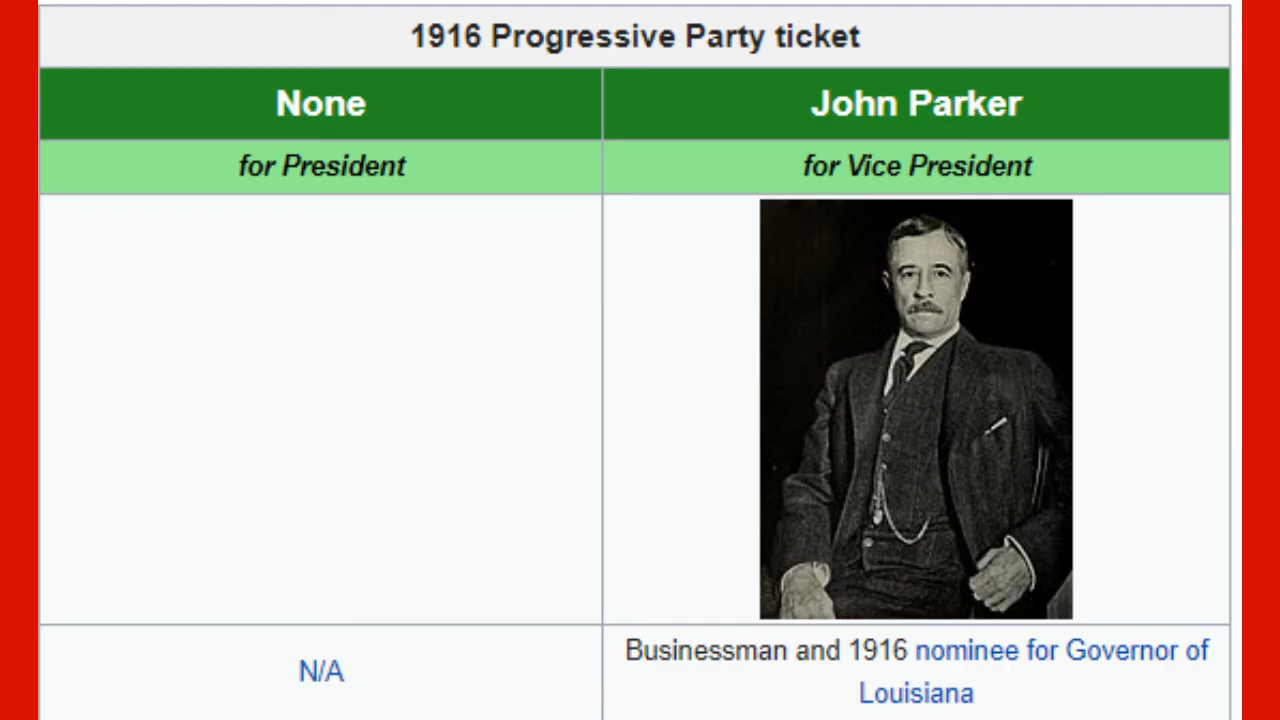 1916 Progressive Party ticket
None
John Parker
for President
for Vice President
N/A
Businessman and 1916 nominee for Governor of
Louisiana